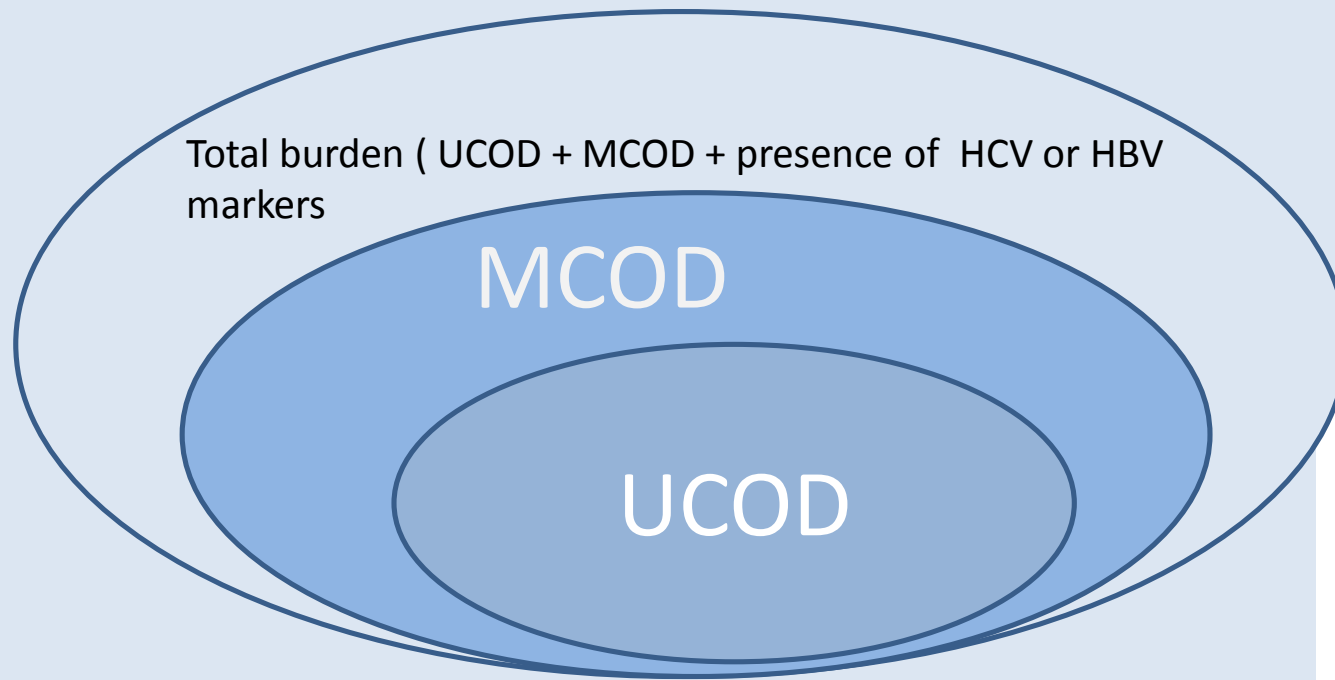 Total burden ( UCOD + MCOD + presence of  HCV or HBV
markers
MCOD
UCOD